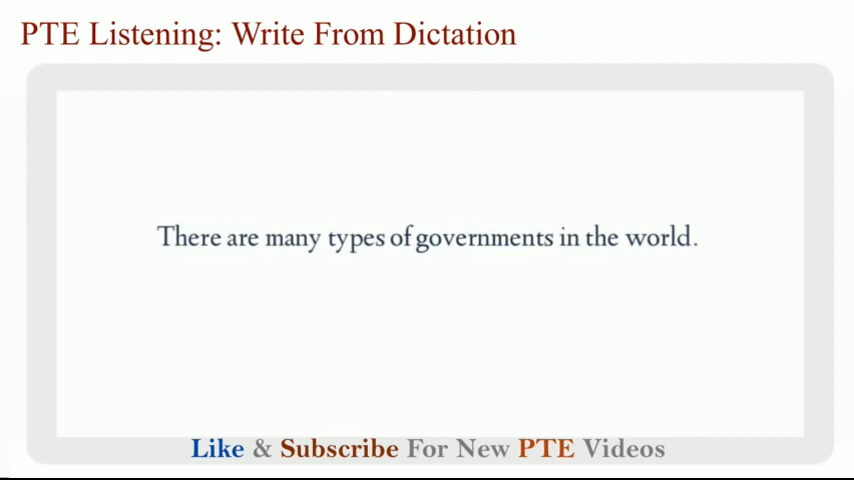 PTE Listening: Write From Dictation
There are many types of governments in the world.
Like & Subscribe For New PTE Videos